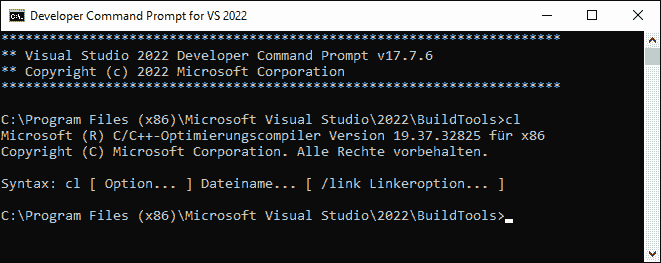 Developer Command Prompt for VS 2022
**********************************************************************
** Visual Studio 2022 Developer Command Prompt v17.7.6
** Copyright (c) 2022 Microsoft Corporation
**********************************************************************
C:\Program Files (x86)\Microsoft Visual Studio\2022\BuildTools>cl
Microsoft (R) C/C++-Optimierungscompiler Version 19.37.32825 für x86
Copyright (C) Microsoft Corporation. Alle Rechte vorbehalten.
Syntax: cl [ Option... ] Dateiname... [ /link Linkeroption... ]
C:\Program Files (x86)\Microsoft Visual Studio\2022\BuildTools>